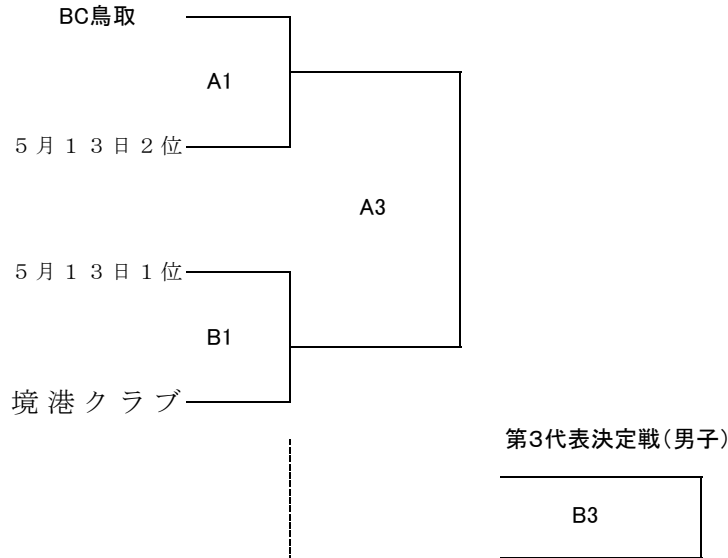 BC鳥取
A1
５月１３日２位
A3
５月１３日１位
B1
境港クラブ
第3代表決定戦（男子）
B3